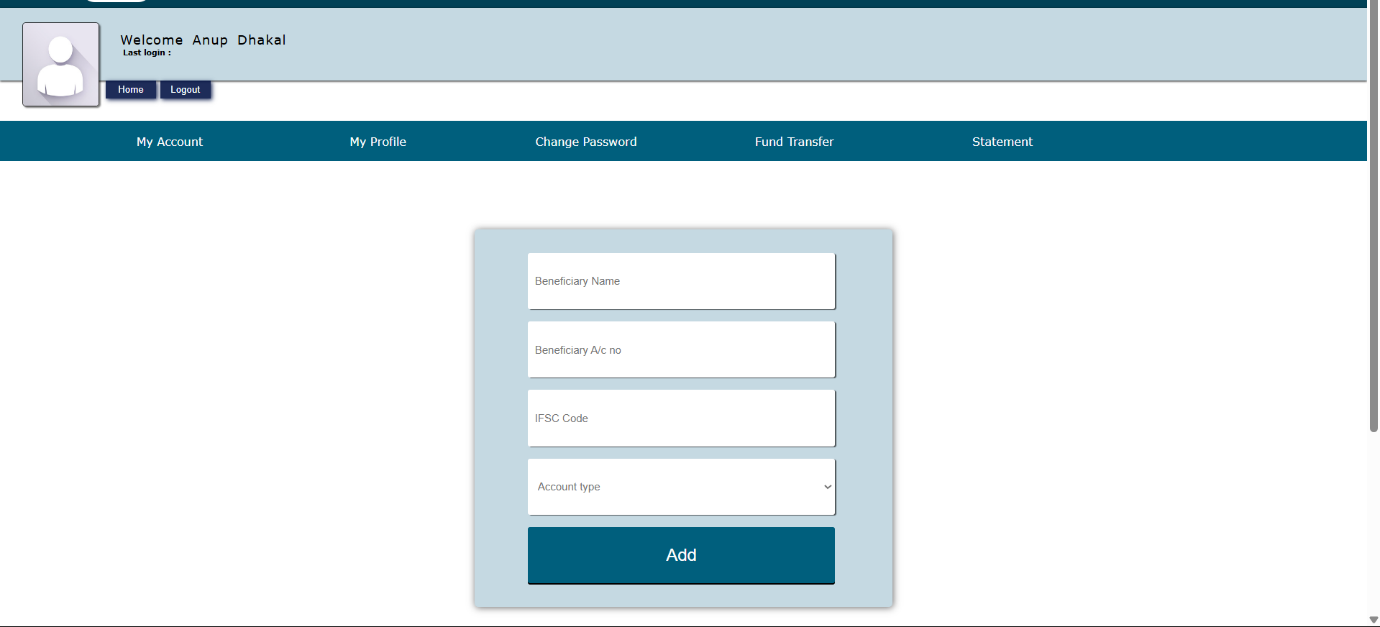 Welcome Anup Dhakal
Last login :
Home Logout
My Account My Profile Change Password Fund Transfer Statement
Beneficiary Name
Beneficiary A/c no
IFSC Code
Account type
Add